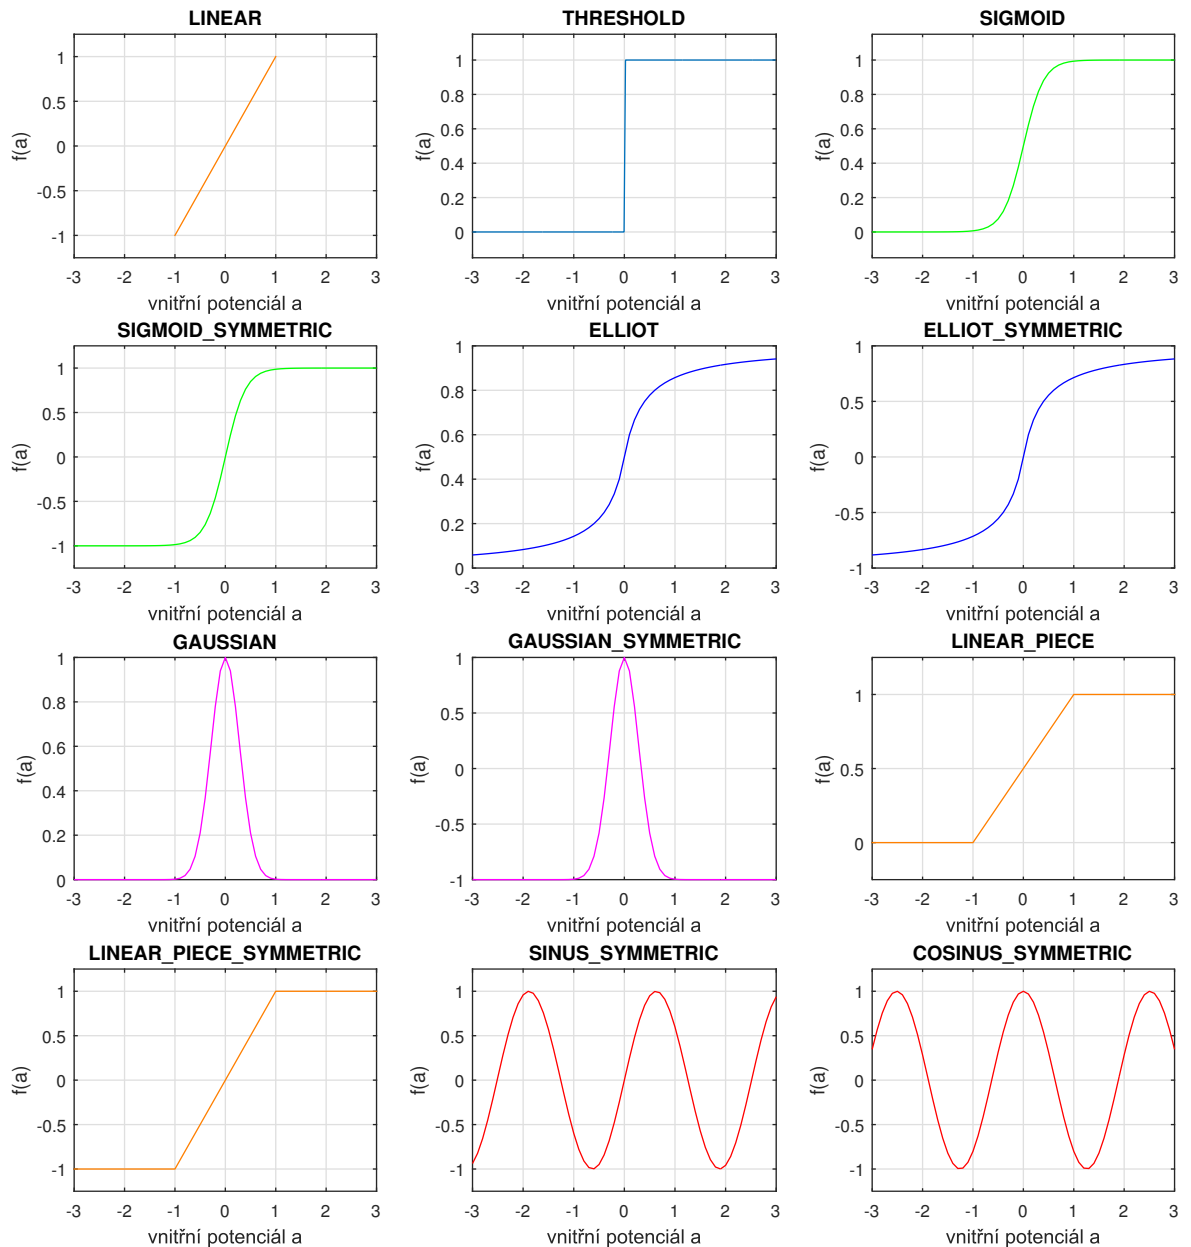 LINEAR
1
0.5
0
-0.5
-1
f(a)
-3 -2 -1 0 1 2 3
vnitřní potenciál a
THRESHOLD
1
0.8
0.6
0.4
0.2
0
f(a)
-3 -2 -1 0 1 2 3
vnitřní potenciál a
SIGMOID
1
0.8
0.6
0.4
0.2
0
f(a)
-3 -2 -1 0 1 2 3
vnitřní potenciál a
SIGMOID_SYMMETRIC
1
0.5
0
-0.5
-1
f(a)
-3 -2 -1 0 1 2 3
vnitřní potenciál a
ELLIOT
1
0.8
0.6
0.4
0.2
0
f(a)
-3 -2 -1 0 1 2 3
vnitřní potenciál a
ELLIOT_SYMMETRIC
1
0.5
0
-0.5
-1
f(a)
-3 -2 -1 0 1 2 3
vnitřní potenciál a
GAUSSIAN
1
0.8
0.6
0.4
0.2
0
f(a)
-3 -2 -1 0 1 2 3
vnitřní potenciál a
GAUSSIAN_SYMMETRIC
1
0.5
0
-0.5
-1
f(a)
-3 -2 -1 0 1 2 3
vnitřní potenciál a
LINEAR_PIECE
1
0.5
0
f(a)
-3 -2 -1 0 1 2 3
vnitřní potenciál a
LINEAR_PIECE_SYMMETRIC
1
0.5
0
-0.5
-1
f(a)
-3 -2 -1 0 1 2 3
vnitřní potenciál a
SINUS_SYMMETRIC
1
0.5
0
-0.5
-1
f(a)
-3 -2 -1 0 1 2 3
vnitřní potenciál a
COSINUS_SYMMETRIC
1
0.5
0
-0.5
-1
f(a)
-3 -2 -1 0 1 2 3
vnitřní potenciál a